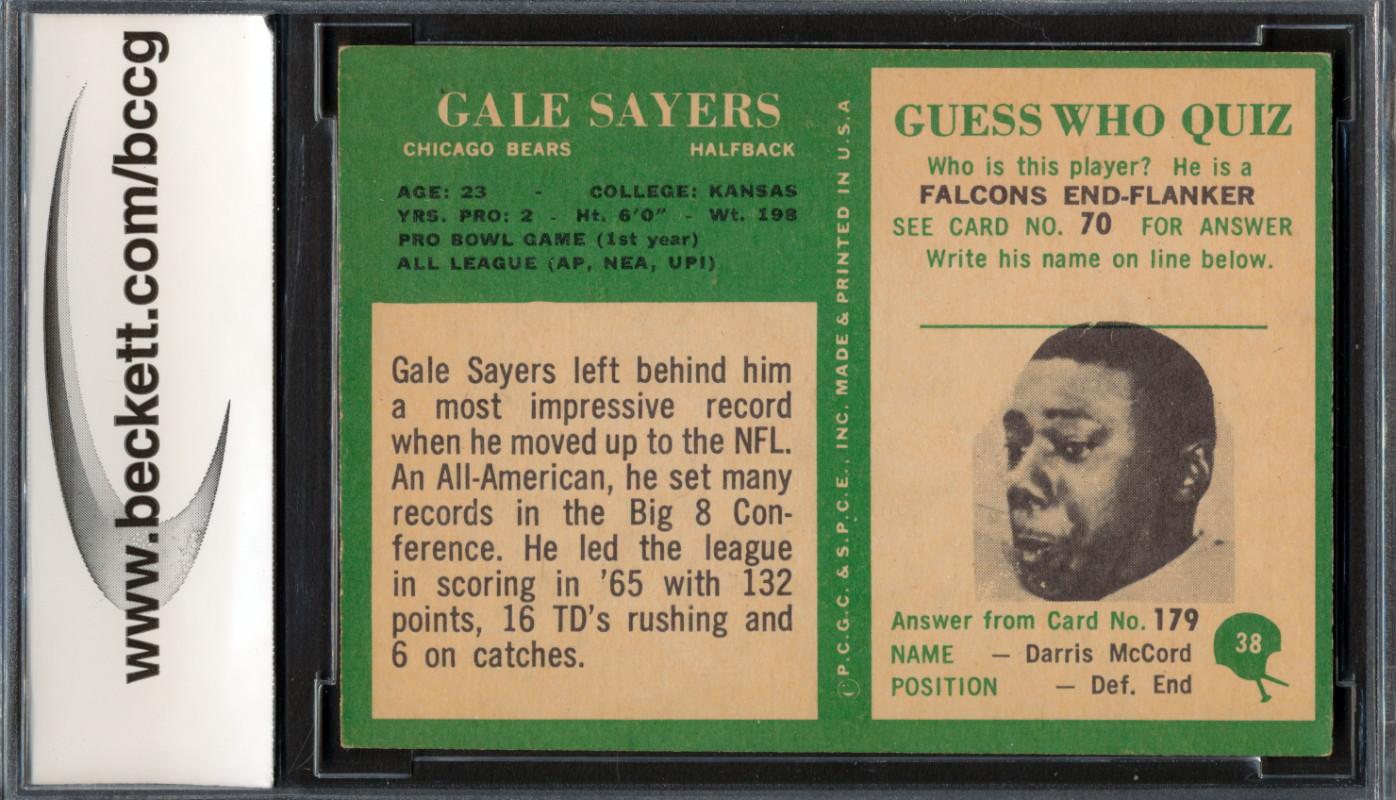 www.beckett.com/bccg
GALE SAYERS
CHICAGO BEARS HALFBACK
AGE: 23 - COLLEGE: KANSAS
YRS. PRO: 2 - Ht. 6'0" - Wt. 198
PRO BOWL GAME (1st year)
ALL LEAGUE (AP, NEA, UPI)
Gale Sayers left behind him
a most impressive record
when he moved up to the NFL.
An All-American, he set many
records in the Big 8 Con-
ference. He led the league
in scoring in '65 with 132
points, 16 TD's rushing and
6 on catches.
©P.C.G.C. & S.P.C.E., INC. MADE & PRINTED IN U.S.A
GUESS WHO QUIZ
Who is this player? He is a
FALCONS END-FLANKER
SEE CARD NO. 70 FOR ANSWER
Write his name on line below.
Answer from Card No. 179
NAME — Darris McCord
POSITION — Def. End
38